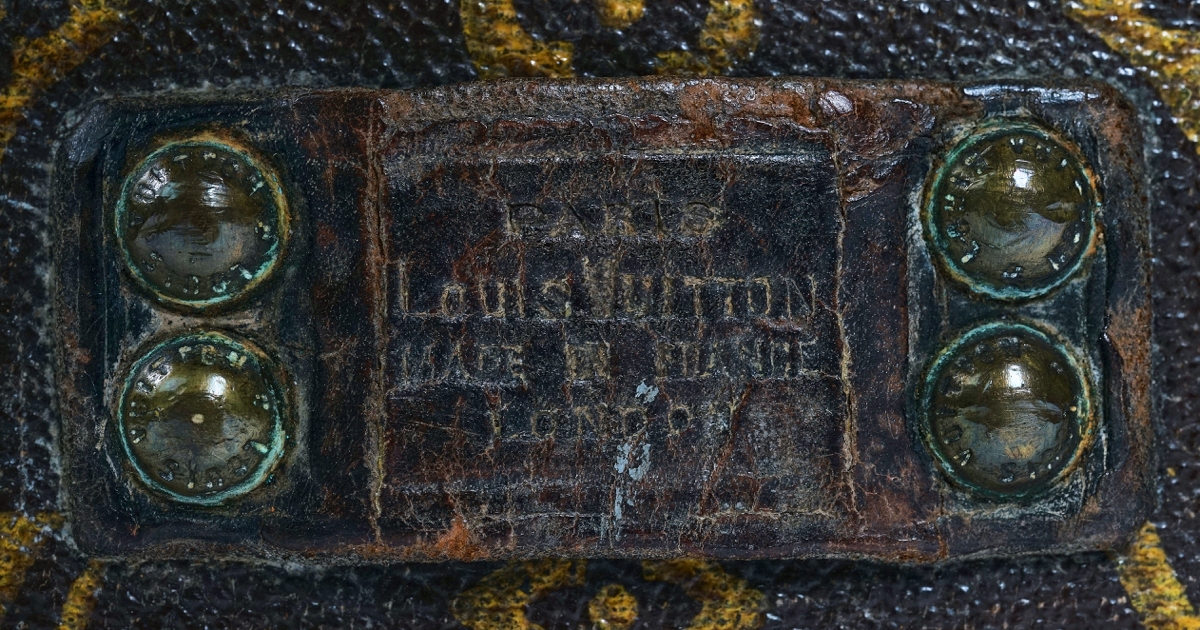 PARIS
LOUIS VUITTON
MADE IN FRANCE
LONDON